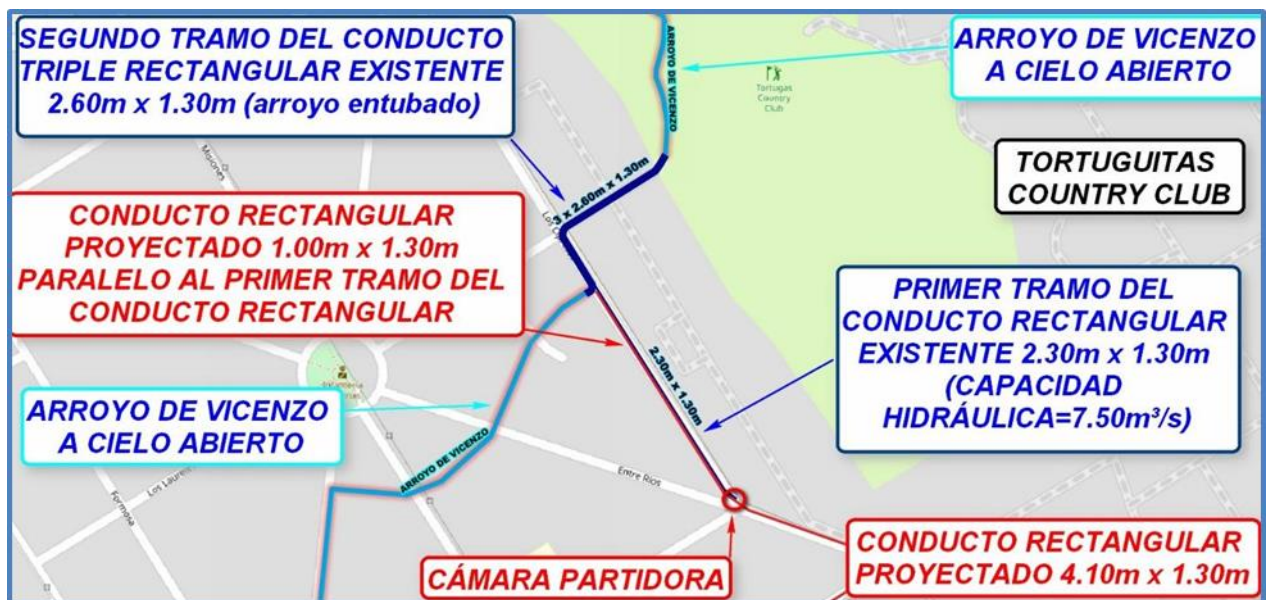 SEGUNDO TRAMO DEL CONDUCTO
TRIPLE RECTANGULAR EXISTENTE
2.60m x 1.30m (arroyo entubado)
ARROYO DE VICENZO
Tortugas
Country
Club
ARROYO DE VICENZO
A CIELO ABIERTO
TORTUGUITAS
COUNTRY CLUB
Misiones
3 x 2.60m x 1.30m
CONDUCTO RECTANGULAR
PROYECTADO 1.00m x 1.30m
PARALELO AL PRIMER TRAMO DEL
CONDUCTO RECTANGULAR
PRIMER TRAMO DEL
CONDUCTO RECTANGULAR
EXISTENTE 2.30m x 1.30m
(CAPACIDAD
HIDRÁULICA=7.50m³/s)
2.30m x 1.30m
ARROYO DE VICENZO
A CIELO ABIERTO
ARROYO DE VICENZO
Entre Ríos
Formosa
CÁMARA PARTIDORA
CONDUCTO RECTANGULAR
PROYECTADO 4.10m x 1.30m